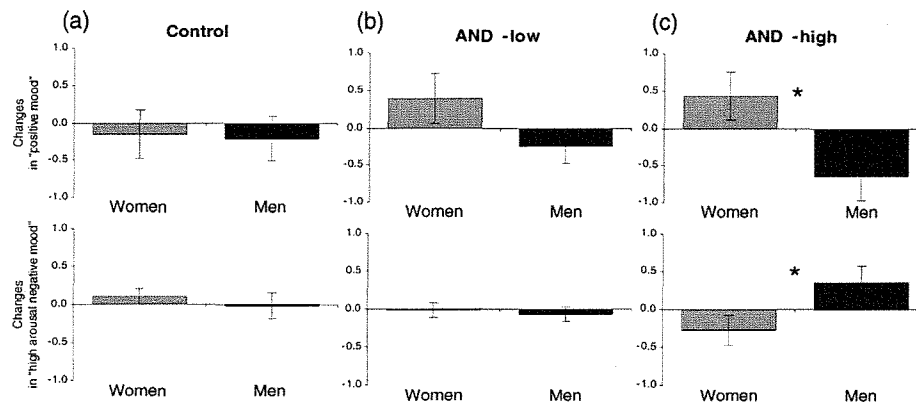 (a) (b) (c)
Control AND -low AND -high
Changes
in "positive mood"
1.0 1.0 1.0
0.5 0.5 0.5
*
0.0 0.0 0.0
-0.5 -0.5 -0.5
-1.0 -1.0 -1.0
Women Men Women Men Women Men
Changes
in "high arousal negative mood"
1.0 1.0 1.0
0.5 0.5 0.5
*
0.0 0.0 0.0
-0.5 -0.5 -0.5
-1.0 -1.0 -1.0
Women Men Women Men Women Men